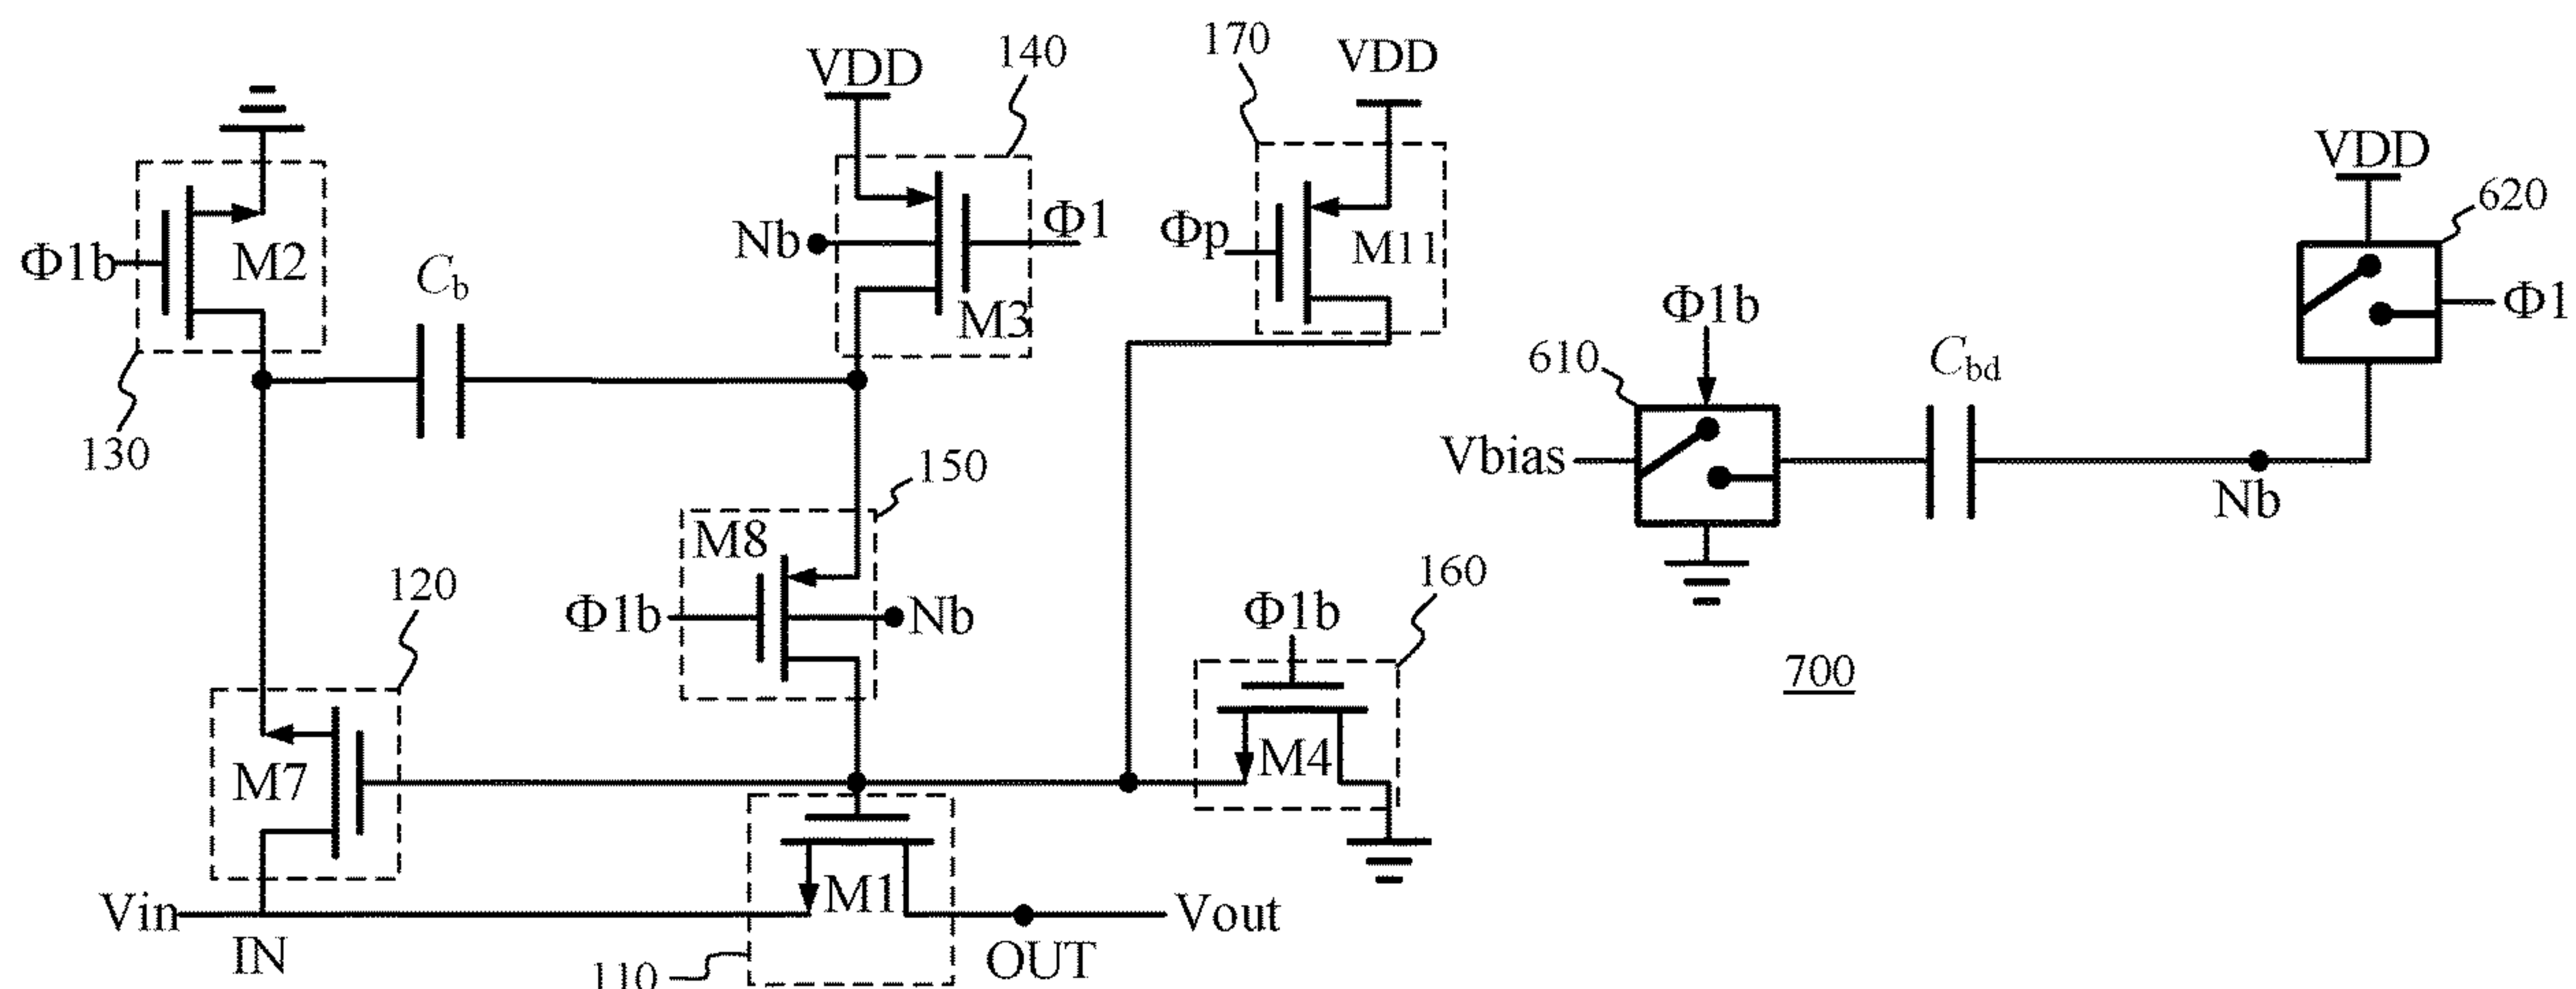 170
VDD
140
VDD
VDD
620
Φ1b
M2
Cb
Nb
Φ1
M3
Φp
M11
Φ1
Φ1b
610
Cbd
130
Vbias
Nb
150
M8
Φ1b
Nb
120
160
Φ1b
700
M7
M4
Vin
IN
M1
Vout
OUT
110